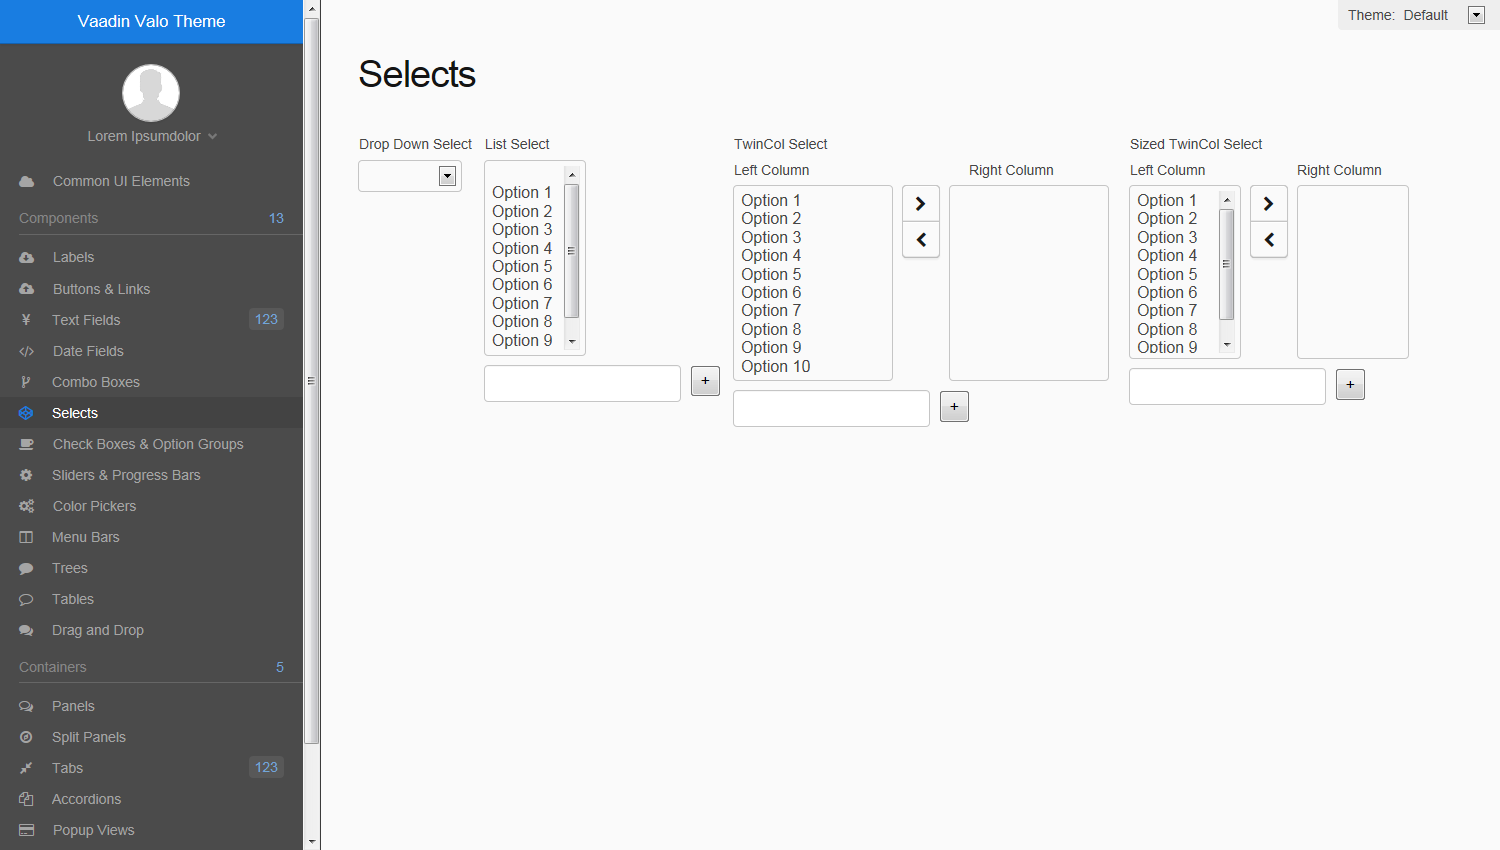 Vaadin Valo Theme
Lorem Ipsumdolor
Common UI Elements
Components 13
Labels
Buttons & Links
Text Fields 123
Date Fields
Combo Boxes
Selects
Check Boxes & Option Groups
Sliders & Progress Bars
Color Pickers
Menu Bars
Trees
Tables
Drag and Drop
Containers 5
Panels
Split Panels
Tabs 123
Accordions
Popup Views
Theme: Default
Selects
Drop Down Select
List Select
Option 1
Option 2
Option 3
Option 4
Option 5
Option 6
Option 7
Option 8
Option 9
+
TwinCol Select
Left Column
Right Column
Option 1
Option 2
Option 3
Option 4
Option 5
Option 6
Option 7
Option 8
Option 9
Option 10
+
Sized TwinCol Select
Left Column
Right Column
Option 1
Option 2
Option 3
Option 4
Option 5
Option 6
Option 7
Option 8
Option 9
+